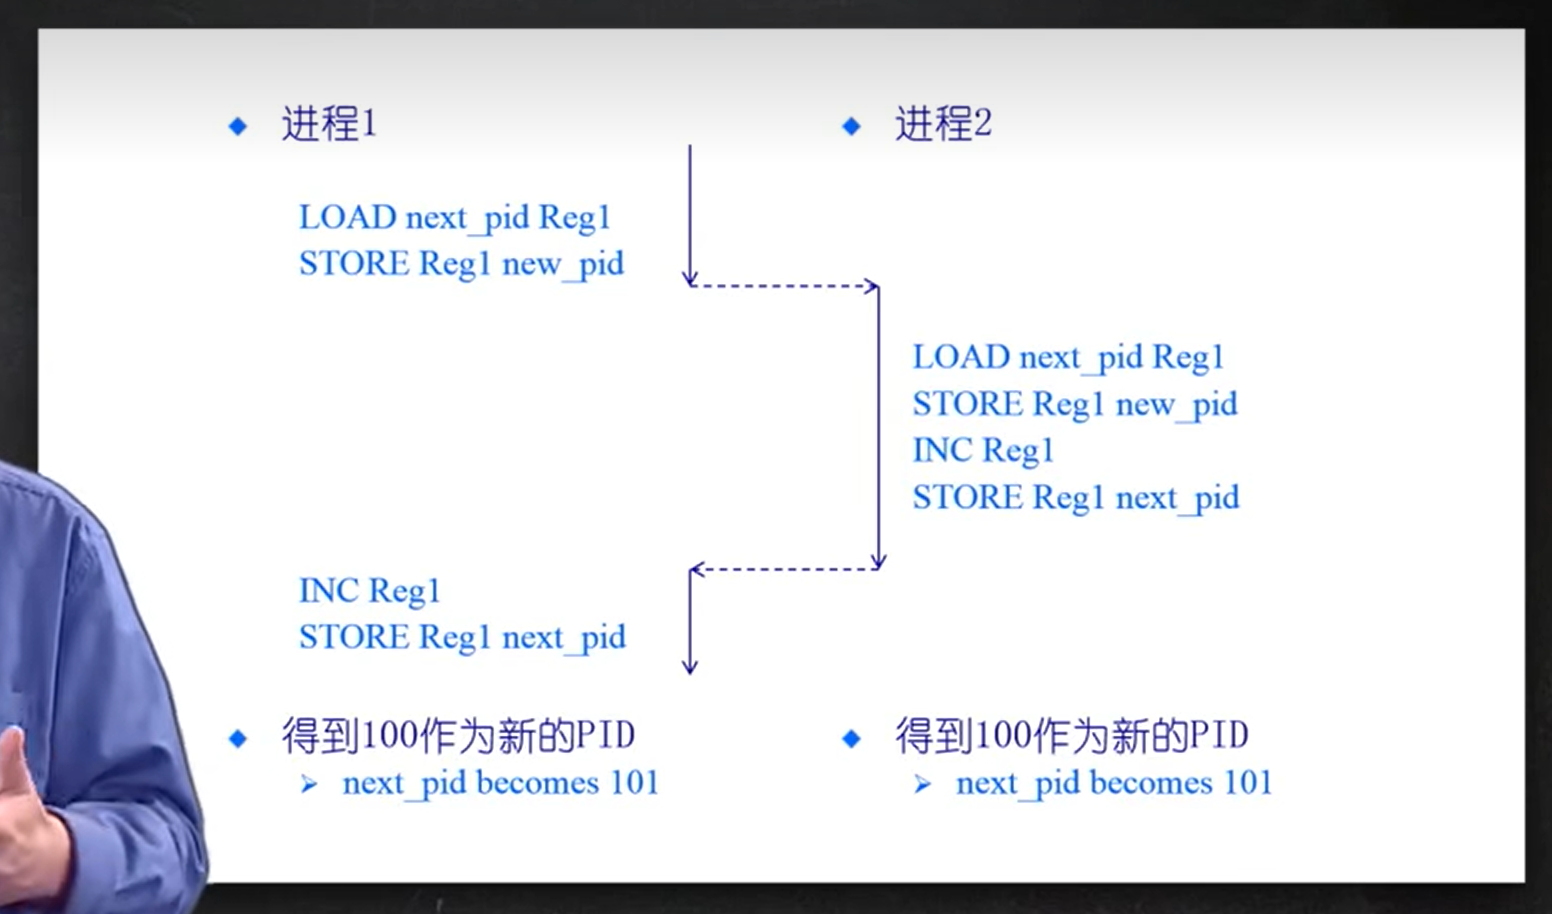 进程1
LOAD next_pid Reg1
STORE Reg1 new_pid
进程2
LOAD next_pid Reg1
STORE Reg1 new_pid
INC Reg1
STORE Reg1 next_pid
INC Reg1
STORE Reg1 next_pid
得到100作为新的PID
next_pid becomes 101
得到100作为新的PID
next_pid becomes 101